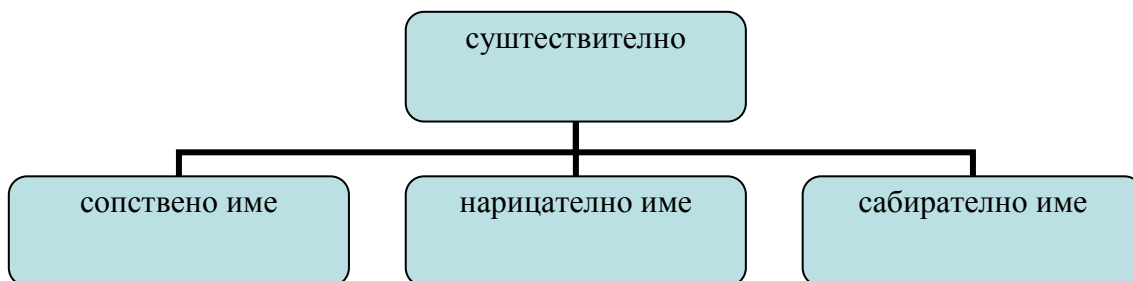 суштествително
сопствено име
нарицателно име
сабирателно име